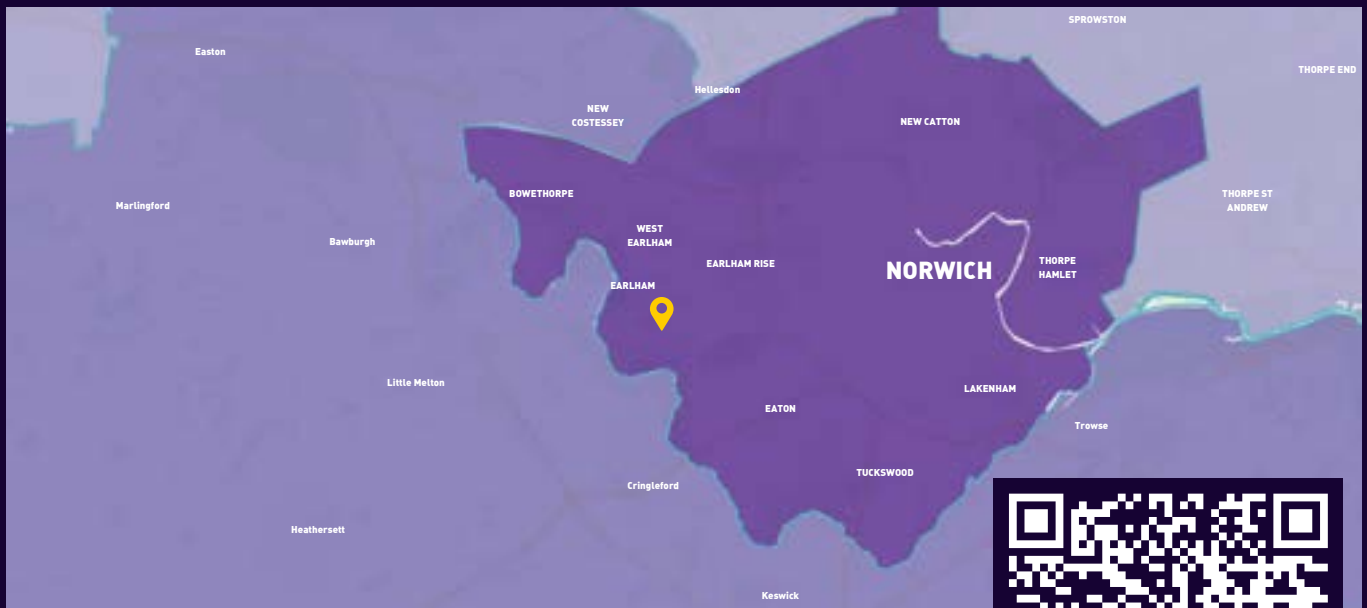 SPROWSTON
Easton
THORPE END
Hellesdon
NEW
COSTESSEY
NEW CATTON
BOWETHORPE
THORPE ST
ANDREW
Marlingford
WEST
EARLHAM
Bawburgh
EARLHAM RISE
NORWICH
THORPE
HAMLET
EARLHAM
Little Melton
LAKENHAM
EATON
Trowse
TUCKSWOOD
Cringleford
Heathersett
Keswick